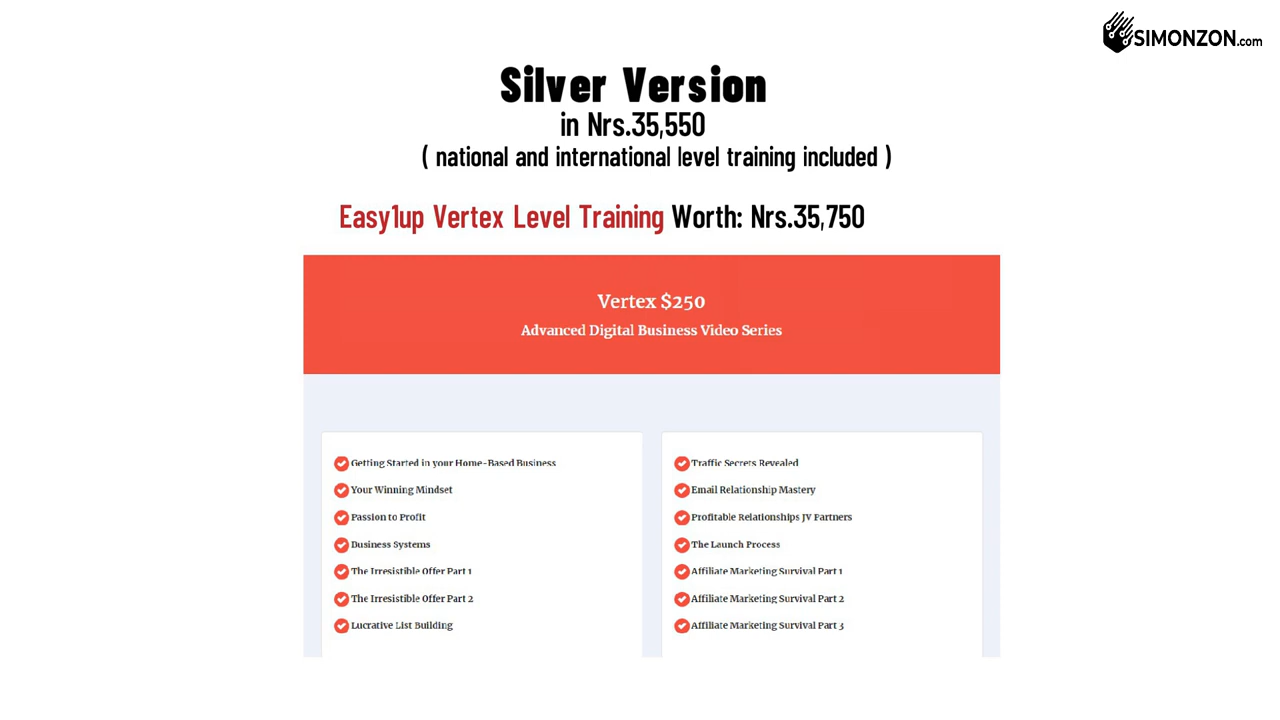 SIMONZON.com
Silver Version
in Nrs.35,550
( national and international level training included )
Easy1up Vertex Level Training Worth: Nrs.35,750
Vertex $250
Advanced Digital Business Video Series
Getting Started in your Home-Based Business
Your Winning Mindset
Passion to Profit
Business Systems
The Irresistible Offer Part 1
The Irresistible Offer Part 2
Lucrative List Building
Traffic Secrets Revealed
Email Relationship Mastery
Profitable Relationships JV Partners
The Launch Process
Affiliate Marketing Survival Part 1
Affiliate Marketing Survival Part 2
Affiliate Marketing Survival Part 3